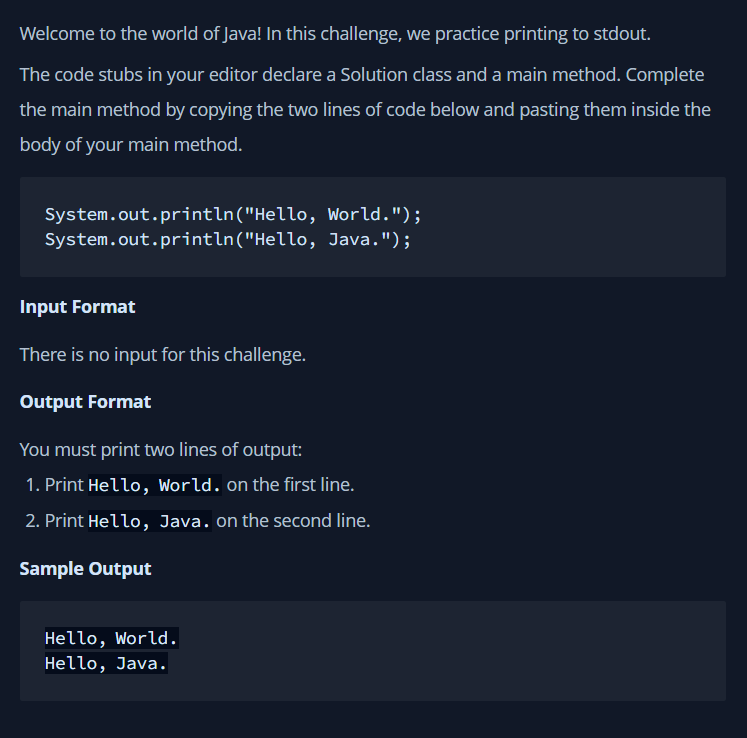 Welcome to the world of Java! In this challenge, we practice printing to stdout.
The code stubs in your editor declare a Solution class and a main method. Complete
the main method by copying the two lines of code below and pasting them inside the
body of your main method.
System.out.println("Hello, World.");
System.out.println("Hello, Java.");
Input Format
There is no input for this challenge.
Output Format
You must print two lines of output:
1. Print Hello, World. on the first line.
2. Print Hello, Java. on the second line.
Sample Output
Hello, World.
Hello, Java.